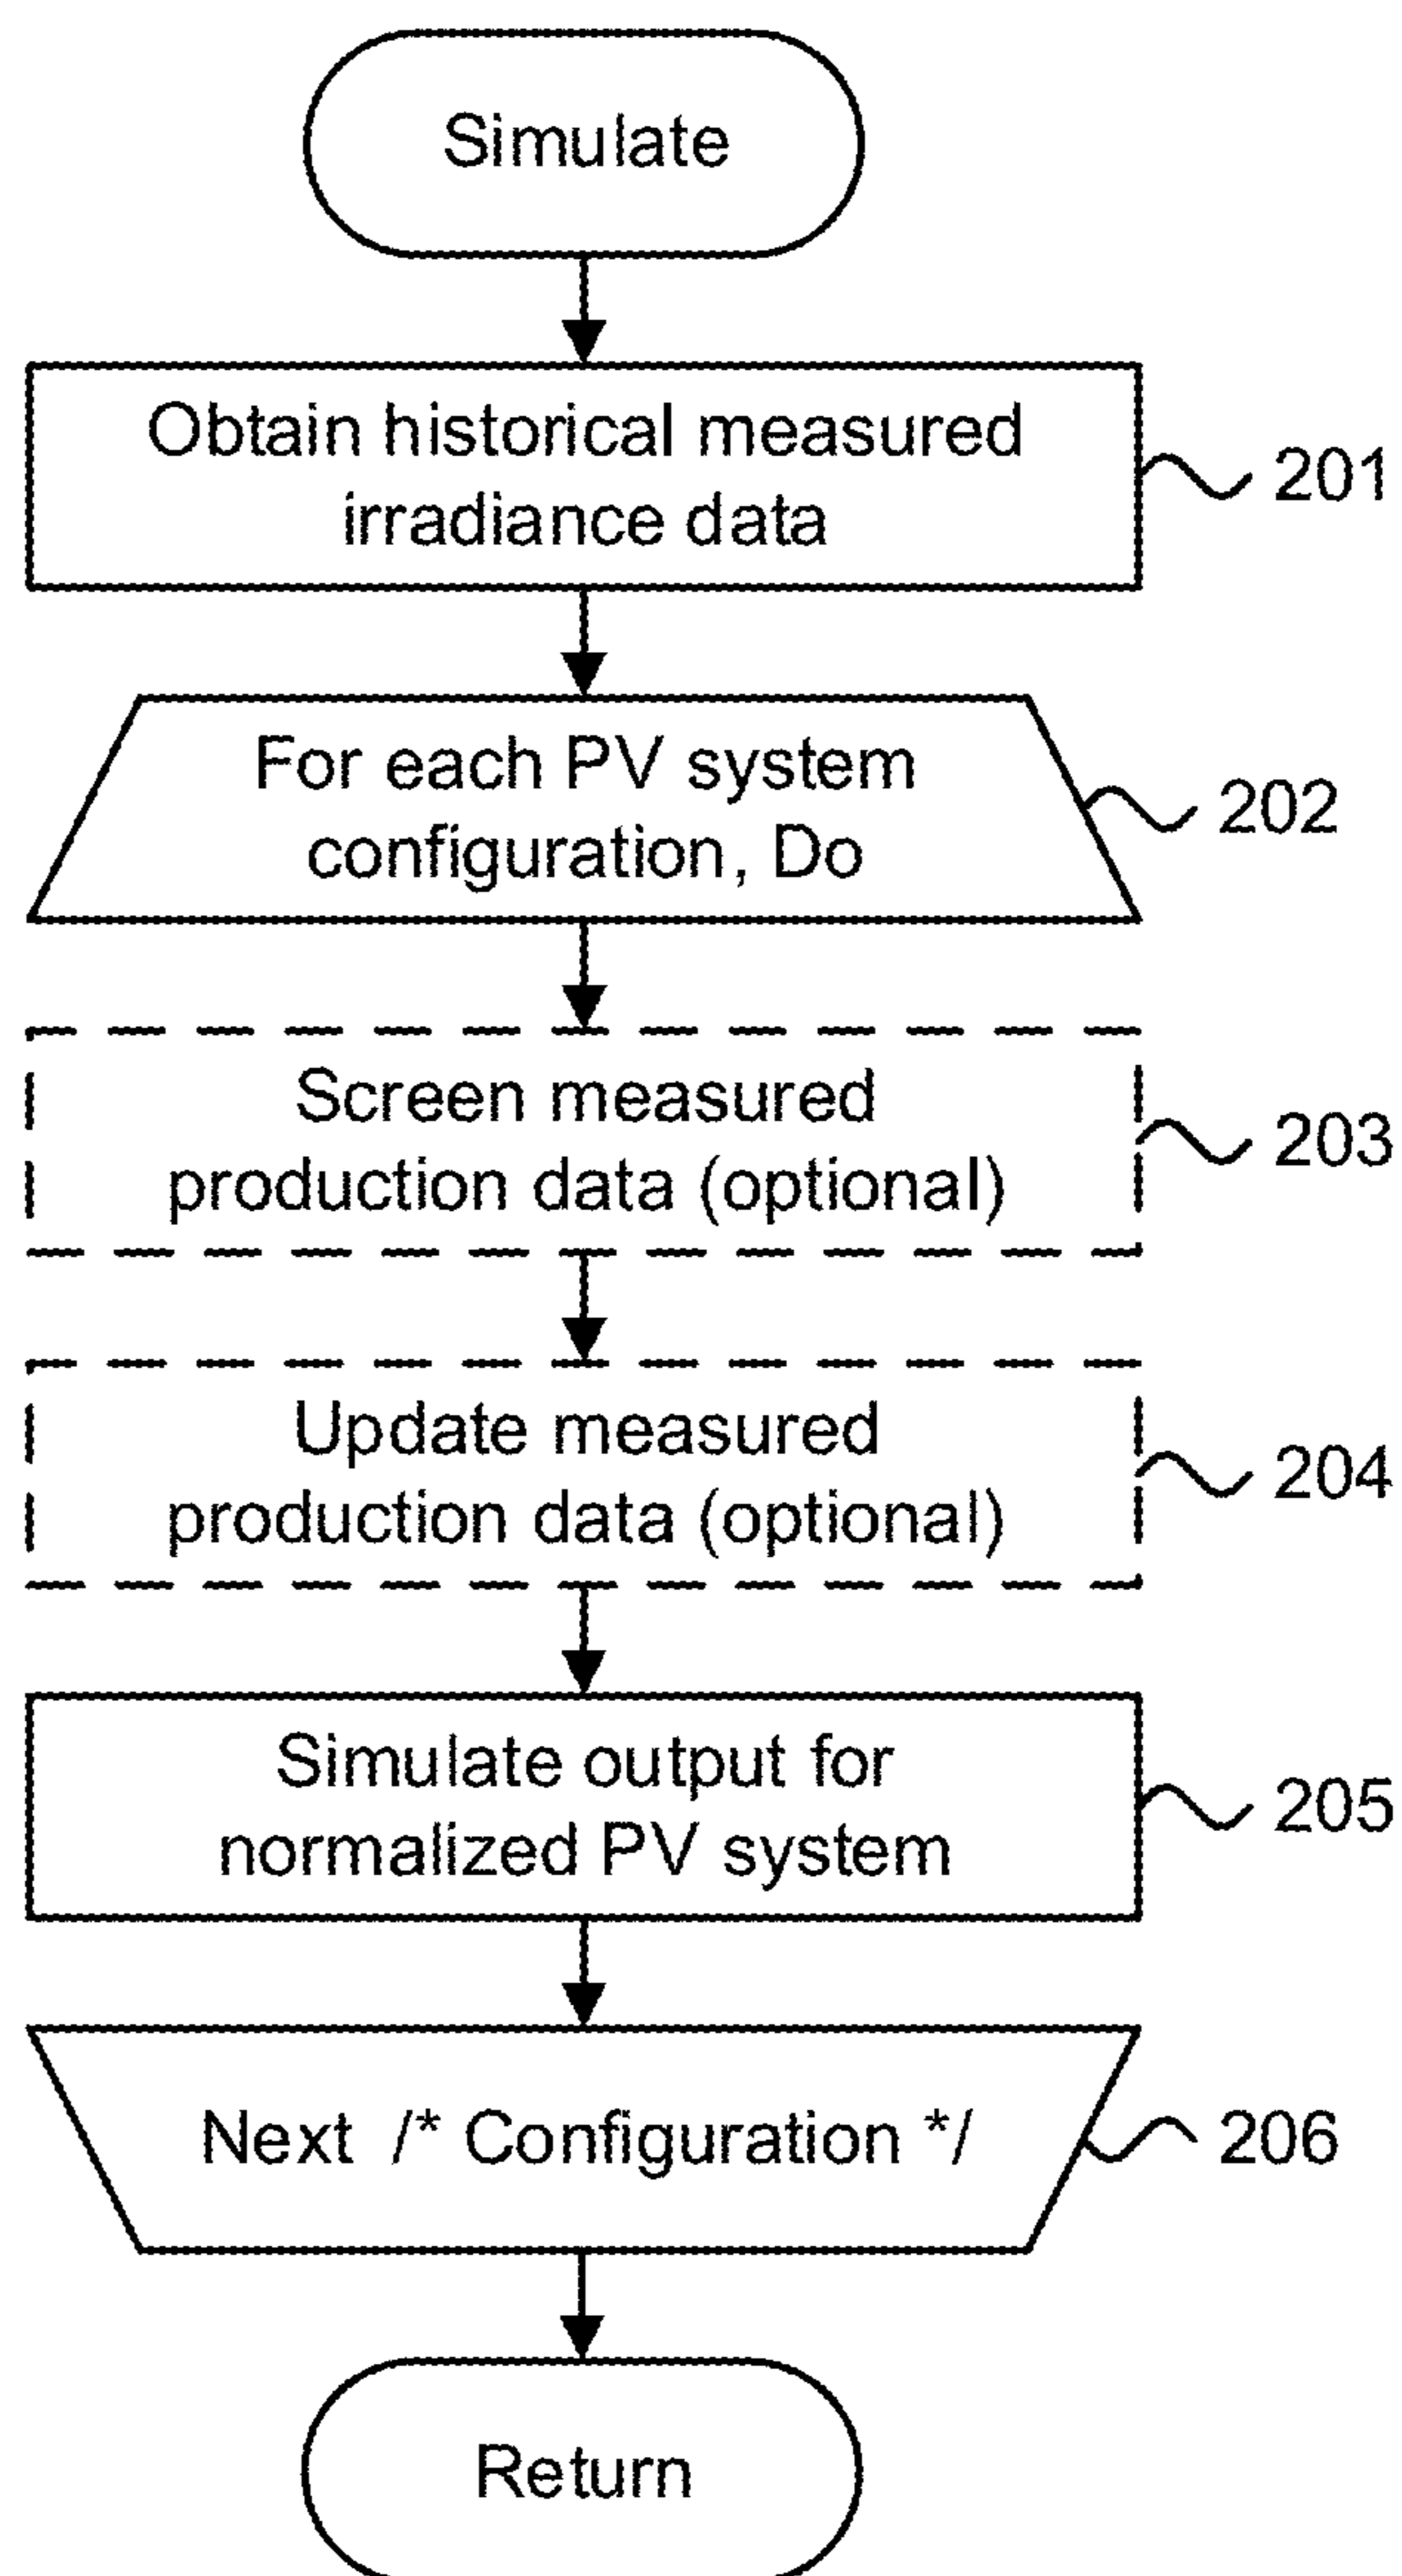 Simulate
Obtain historical measured
irradiance data
201
For each PV system
configuration, Do
202
Screen measured
production data (optional)
203
Update measured
production data (optional)
204
Simulate output for
normalized PV system
205
Next /* Configuration */
206
Return